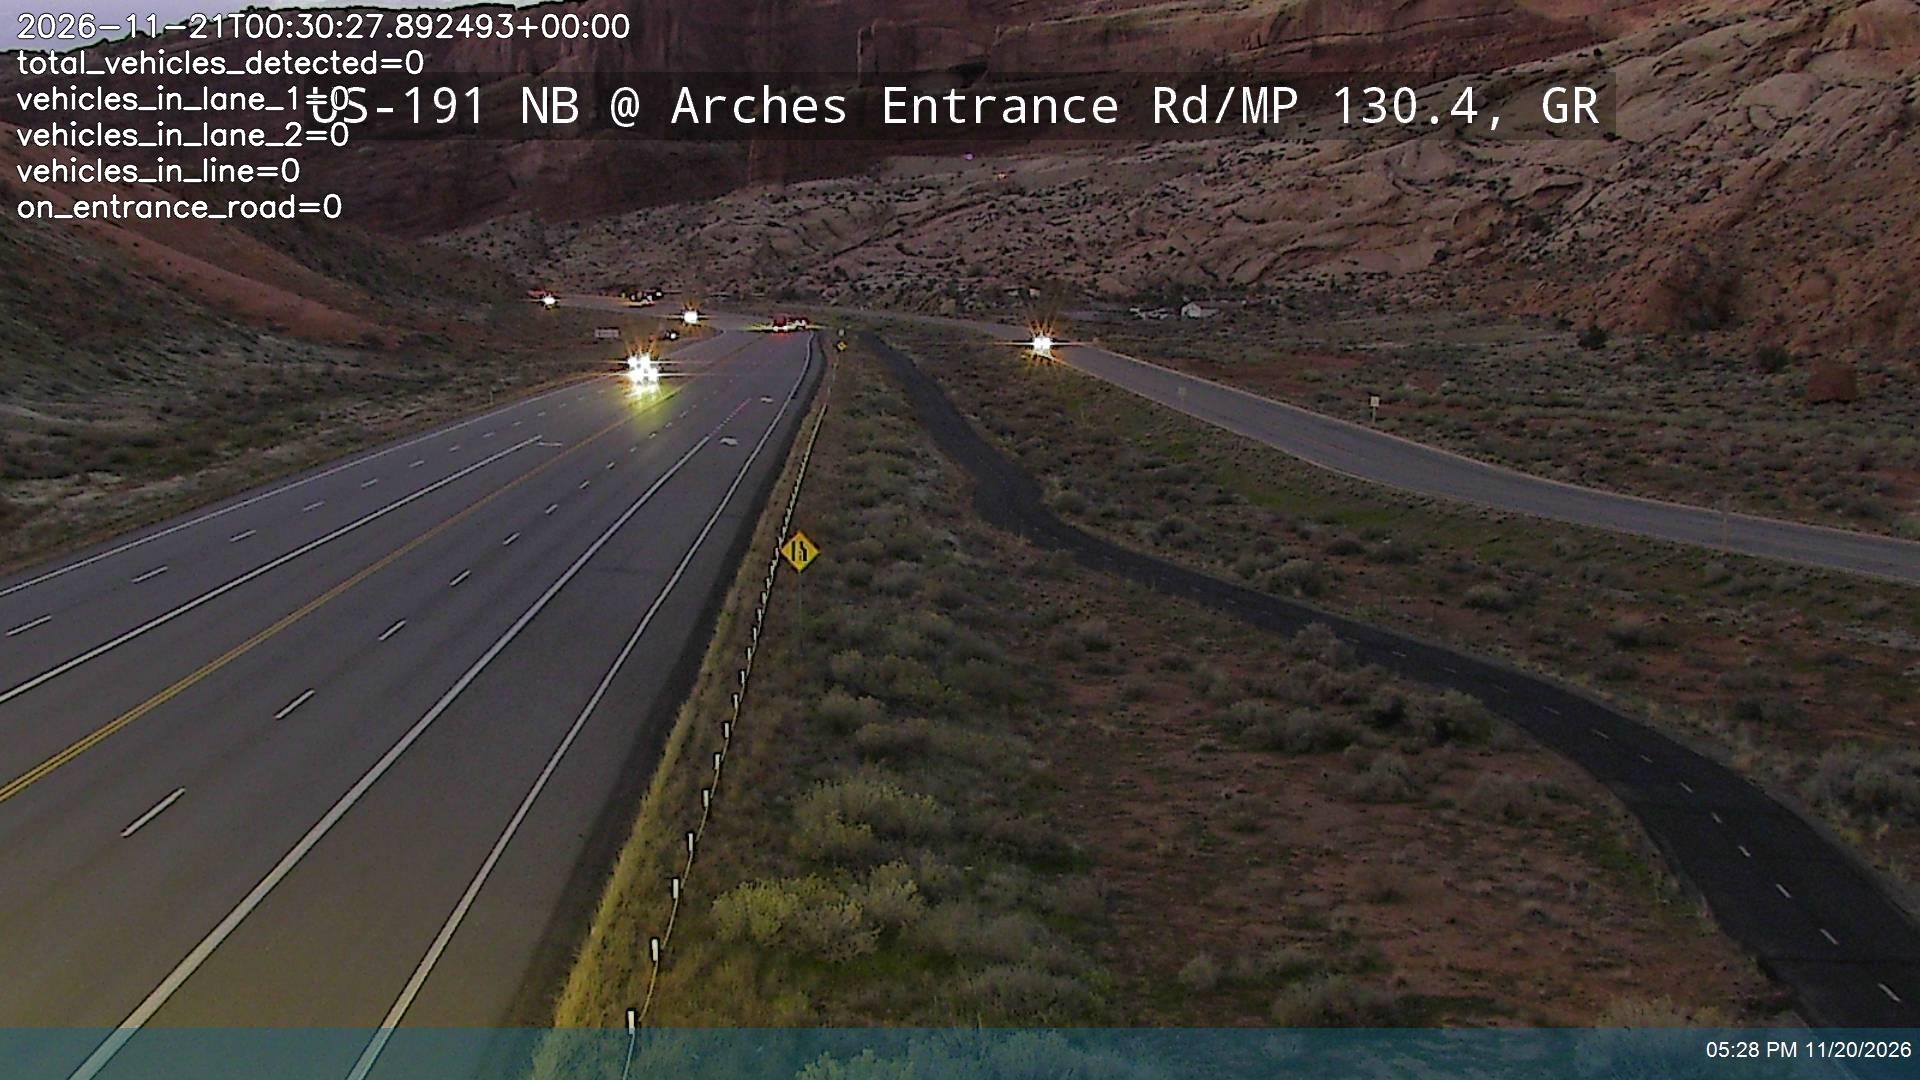 2026-11-21T00:30:27.892493+00:00
total_vehicles_detected=0
vehicles_in_lane_1=0
US-191 NB @ Arches Entrance Rd/MP 130.4, GR
vehicles_in_lane_2=0
vehicles_in_line=0
on_entrance_road=0
05:28 PM 11/20/2026